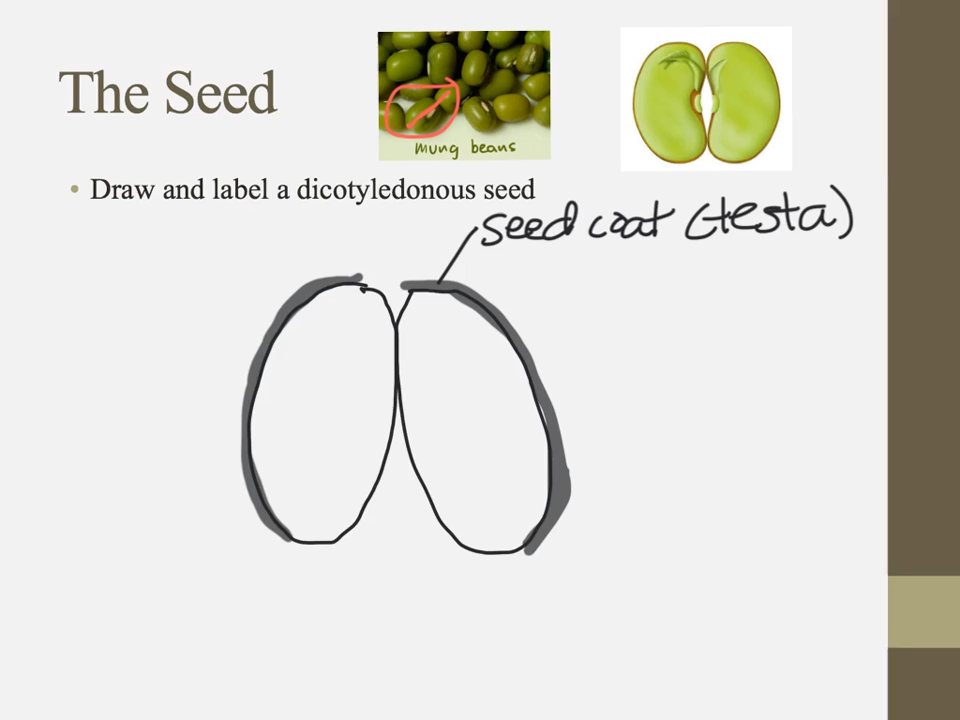 The Seed
mung beans
• Draw and label a dicotyledonous seed
seed coat (testa)